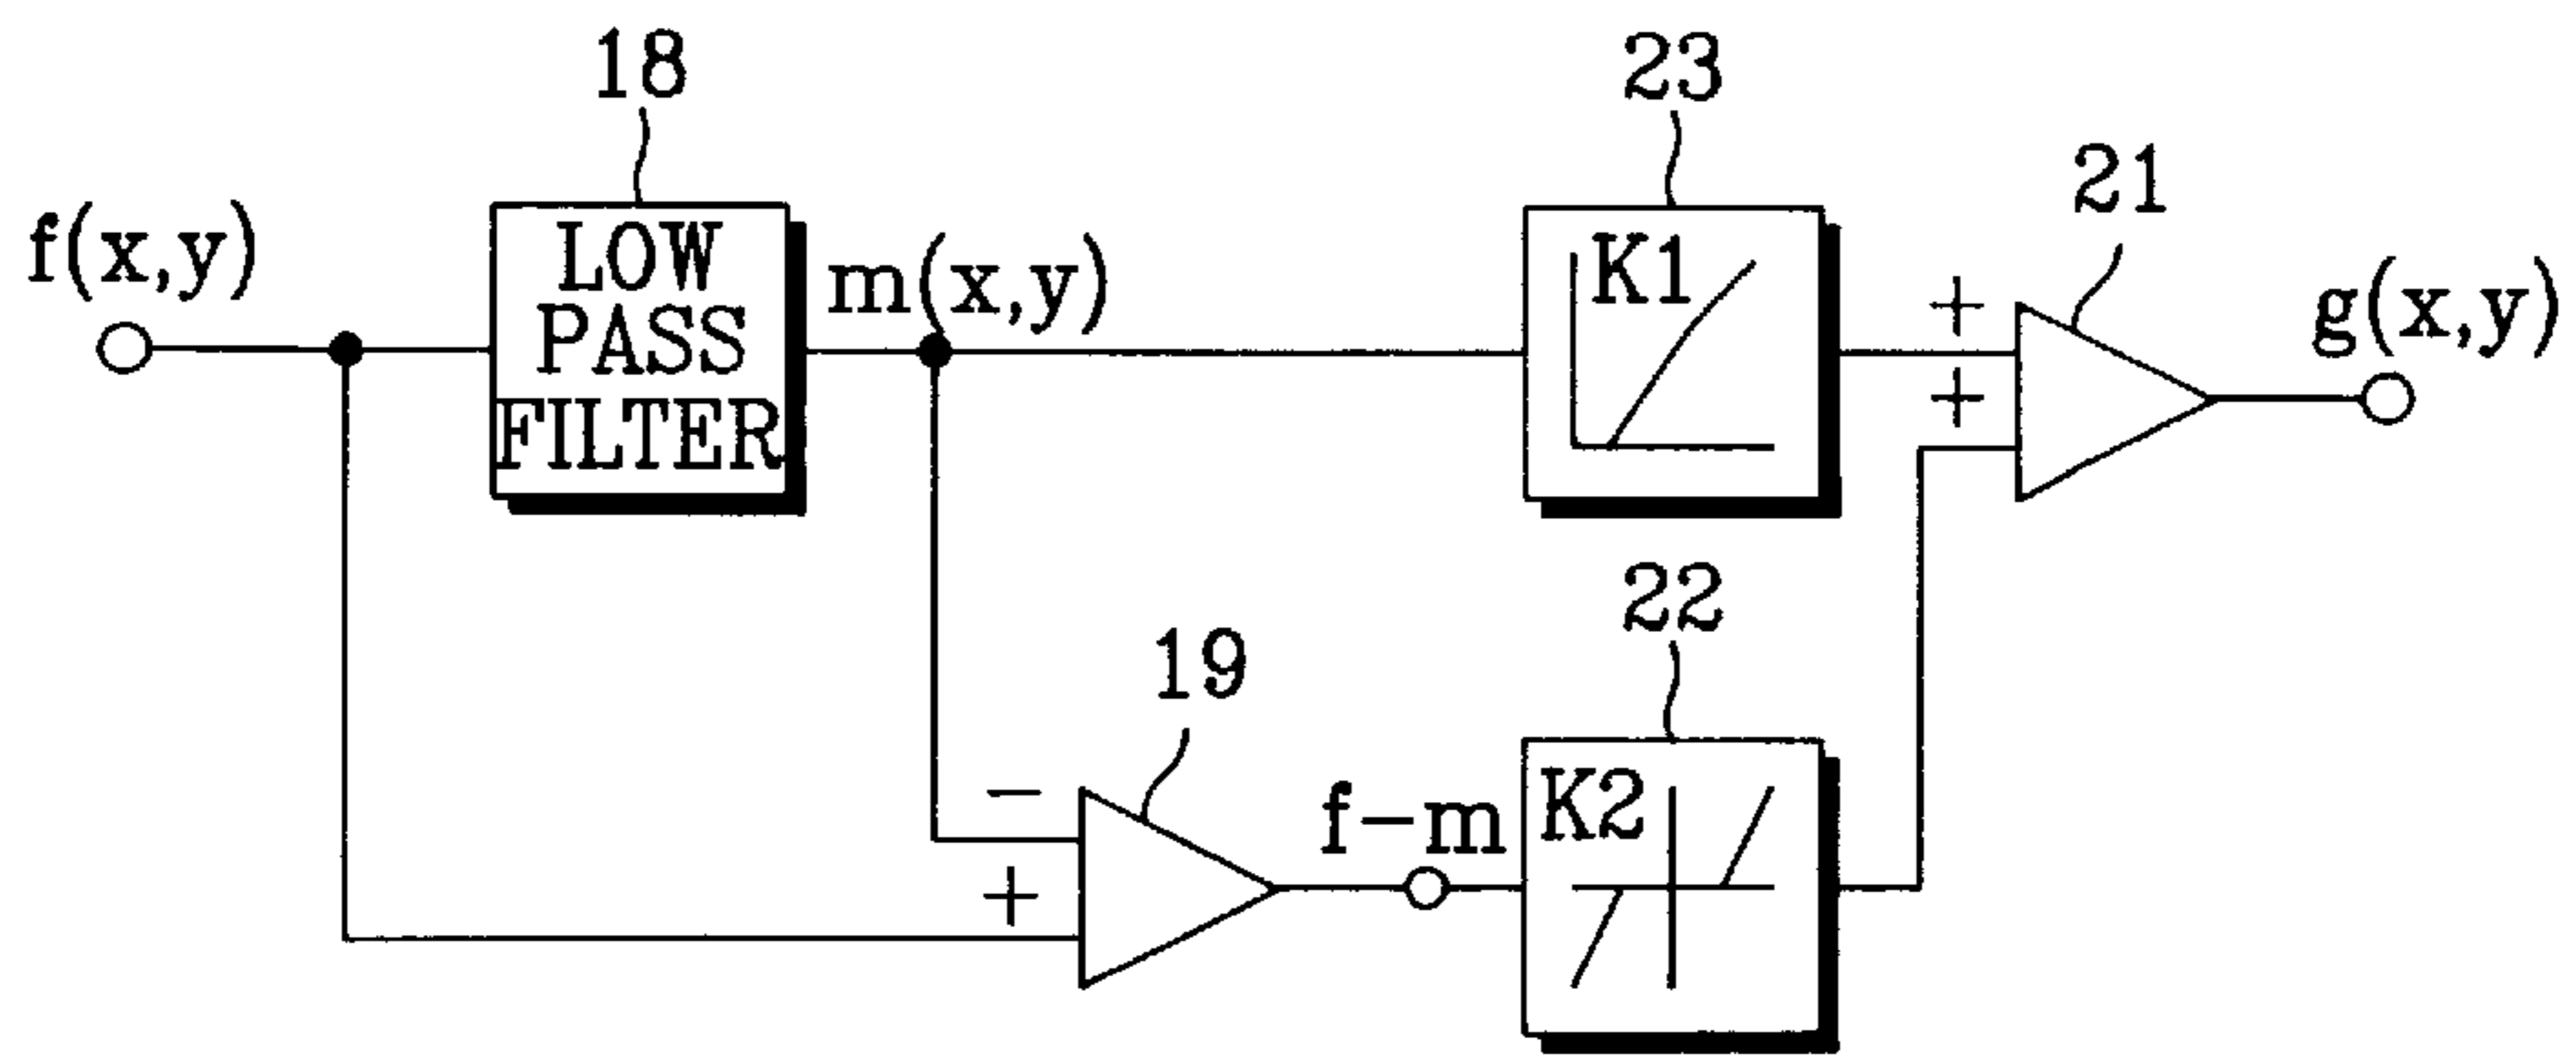 18
23
21
f(x,y)
LOW
PASS
FILTER
m(x,y)
K1
+
+
g(x,y)
19
22
−
+
f−m
K2